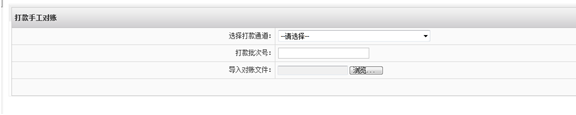 打款手工对账
选择打款通道： --请选择--
打款批次号：
导入对账文件： 浏览......